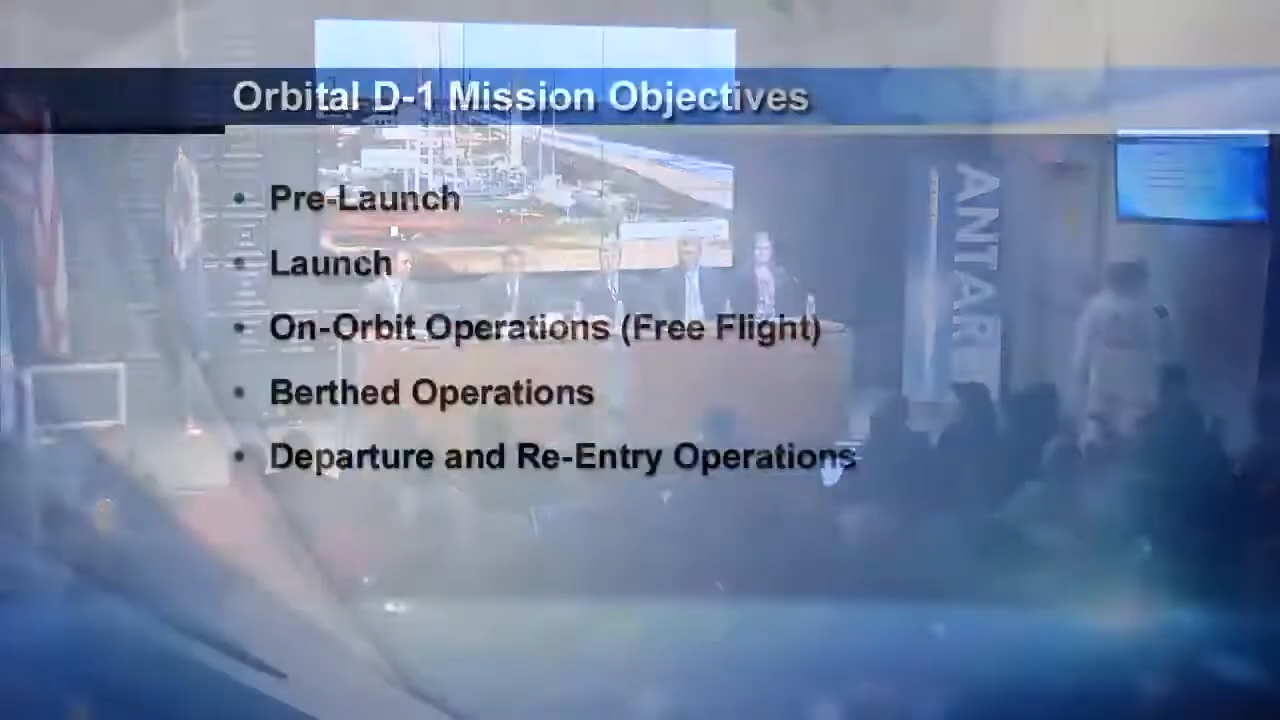 Orbital D-1 Mission Objectives
• Pre-Launch
• Launch
• On-Orbit Operations (Free Flight)
• Berthed Operations
• Departure and Re-Entry Operations
ANTAR